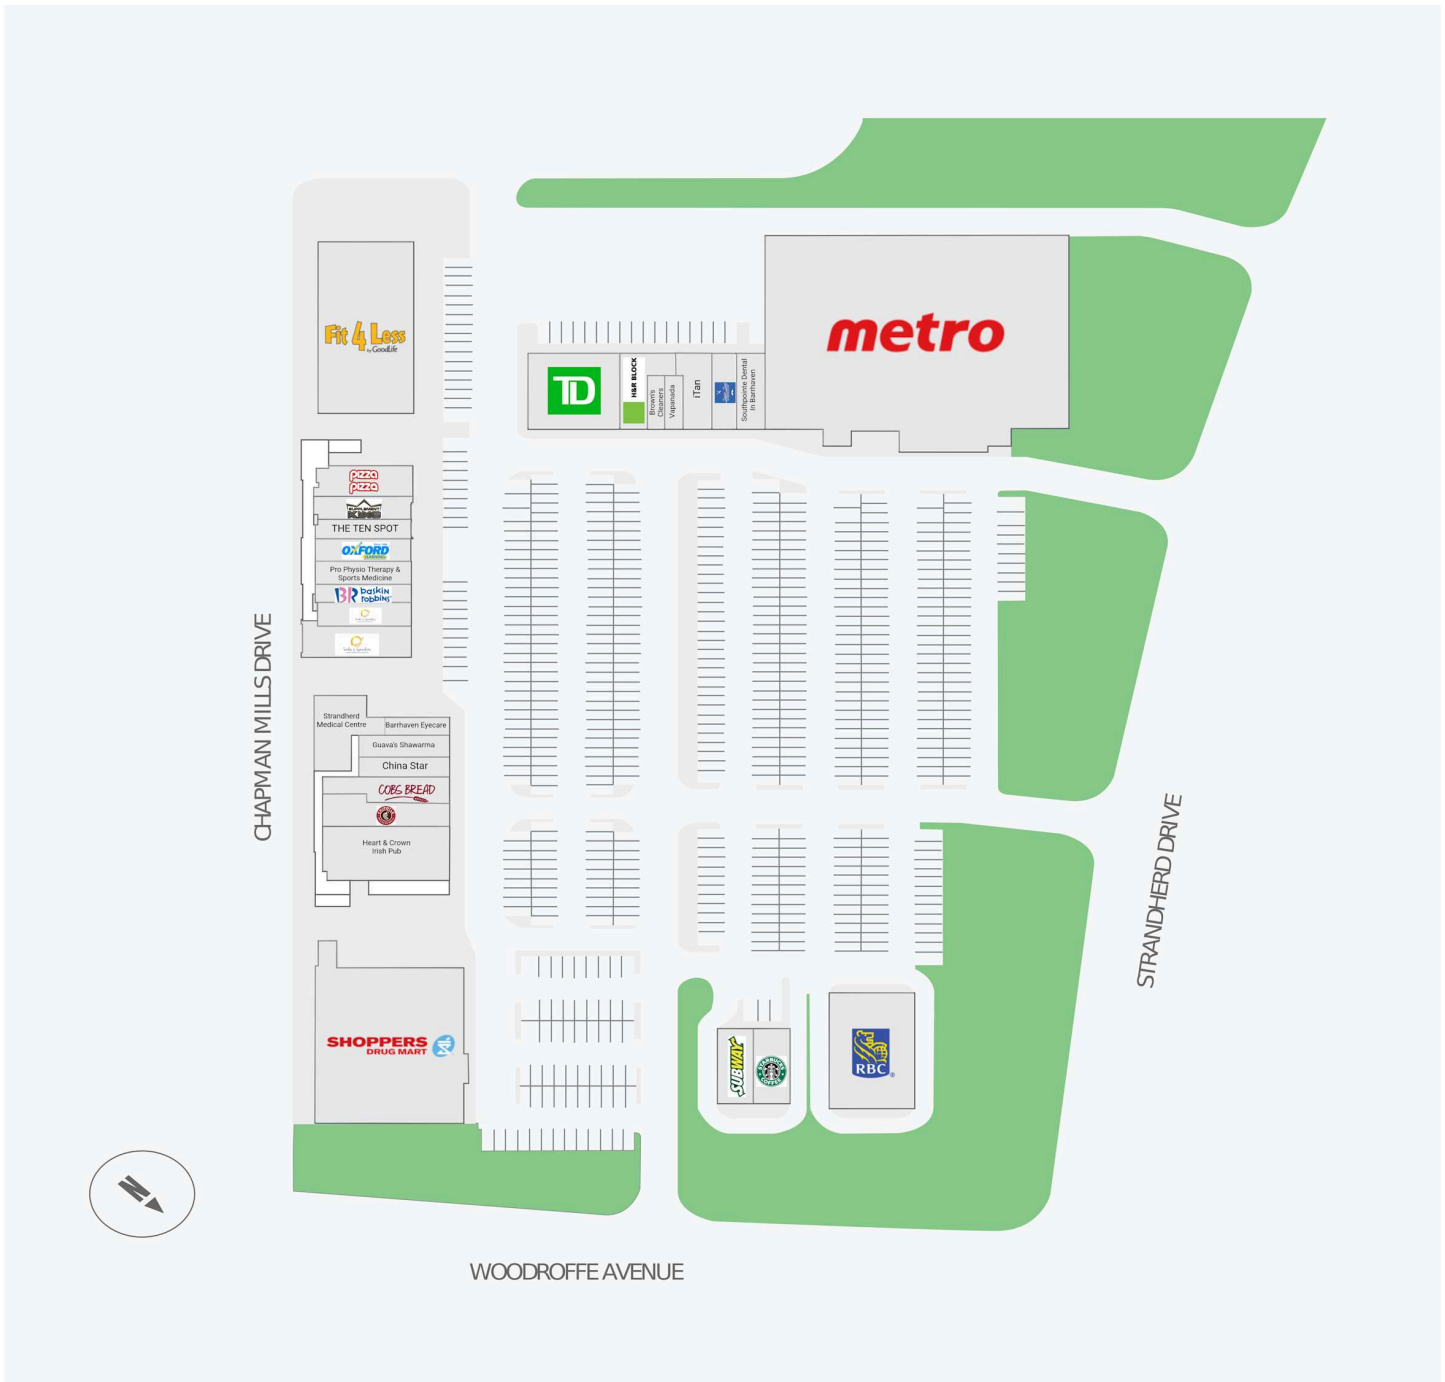 metro
Fit 4 Less
by GoodLife
TD
H&R BLOCK
Brown's
Cleaners
Vapanada
iTan
Southpointe Dental
In Barrhaven
pizza
pizza
SUPPLEMENT
KING
THE TEN SPOT
OXFORD
LEARNING
Pro Physio Therapy &
Sports Medicine
BR baskin
robbins
CHAPMAN MILLS DRIVE
Strandherd
Medical Centre
Barrhaven Eyecare
Guava's Shawarma
China Star
COBS BREAD
Heart & Crown
Irish Pub
STRANDHERD DRIVE
SHOPPERS
DRUG MART
SUBWAY
STARBUCKS
COFFEE
RBC
N
WOODROFFE AVENUE